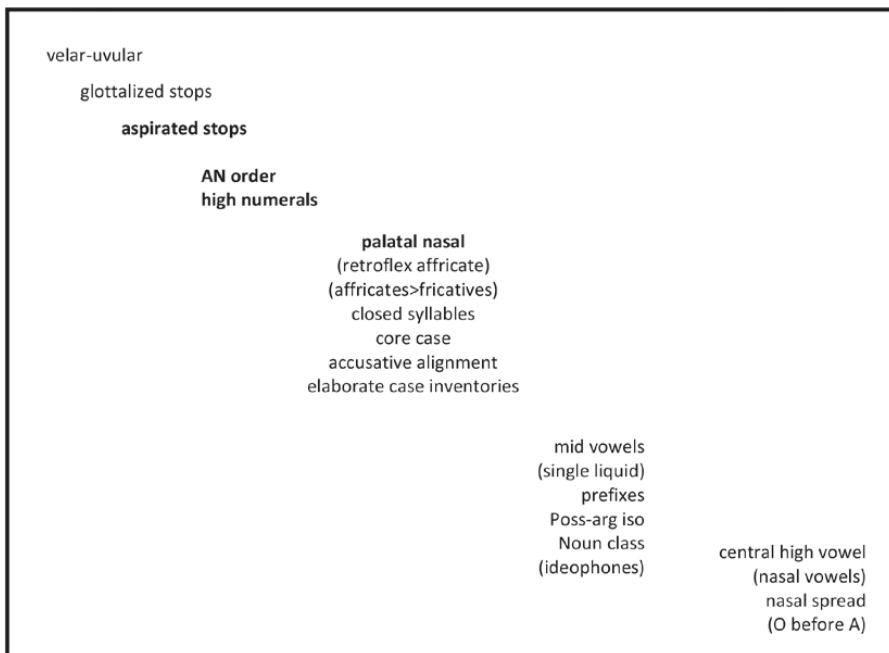 velar-uvular
glottalized stops
aspirated stops
AN order
high numerals
palatal nasal
(retroflex affricate)
(affricates>fricatives)
closed syllables
core case
accusative alignment
elaborate case inventories
mid vowels
(single liquid)
prefixes
Poss-arg iso
Noun class
(ideophones)
central high vowel
(nasal vowels)
nasal spread
(O before A)